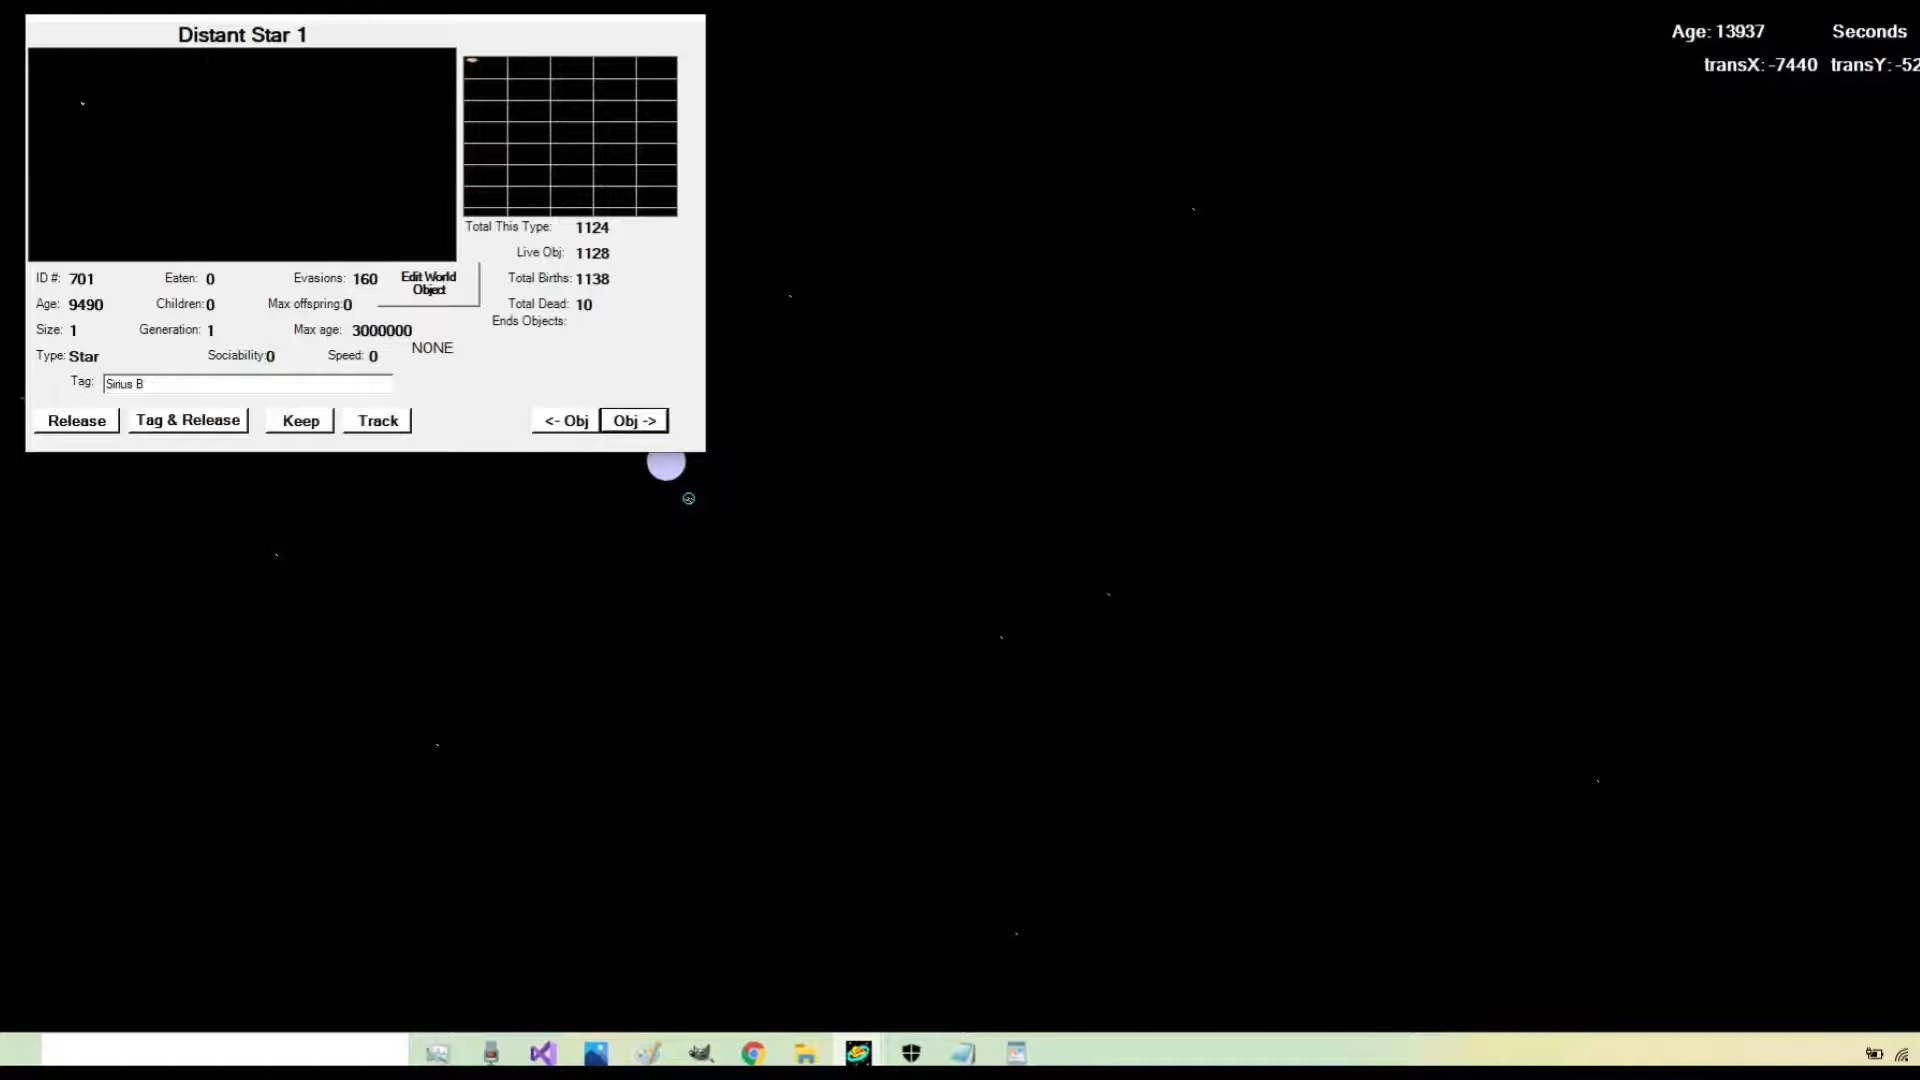 Distant Star 1
Age: 13937 Seconds
transX: -7440 transY: -52
Total This Type: 1124
Live Obj: 1128
ID #: 701 Eaten: 0 Evasions: 160 Edit World Object Total Births: 1138
Age: 9490 Children: 0 Max offspring: 0 Total Dead: 10
Ends Objects:
Size: 1 Generation: 1 Max age: 3000000
NONE
Type: Star Sociability: 0 Speed: 0
Tag: Sirius B
Release Tag & Release Keep Track <- Obj Obj ->